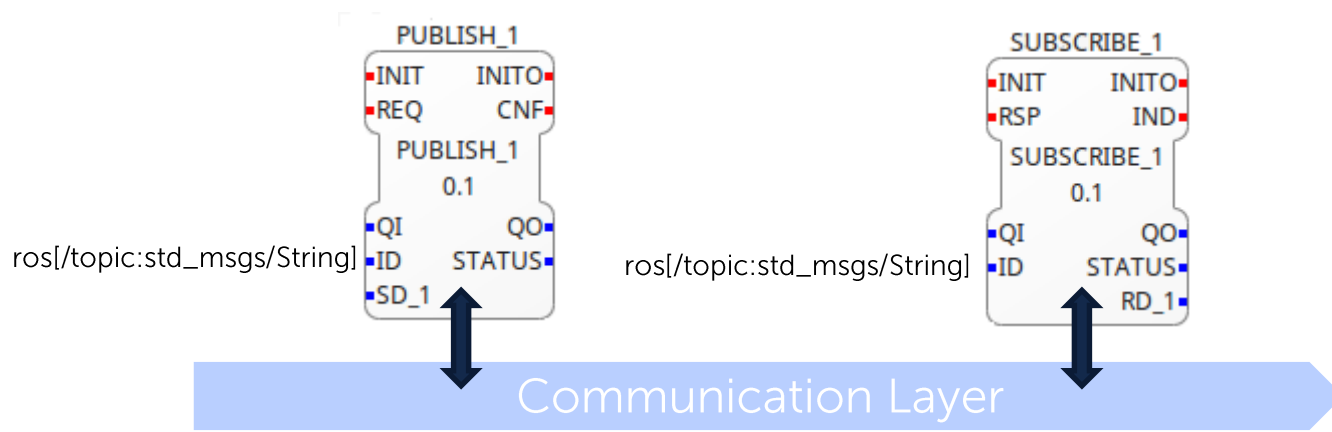 PUBLISH_1
INIT INITO
REQ CNF
PUBLISH_1
0.1
QI QO
ros[/topic:std_msgs/String] ID STATUS
SD_1
SUBSCRIBE_1
INIT INITO
RSP IND
SUBSCRIBE_1
0.1
QI QO
ros[/topic:std_msgs/String] ID STATUS
RD_1
Communication Layer